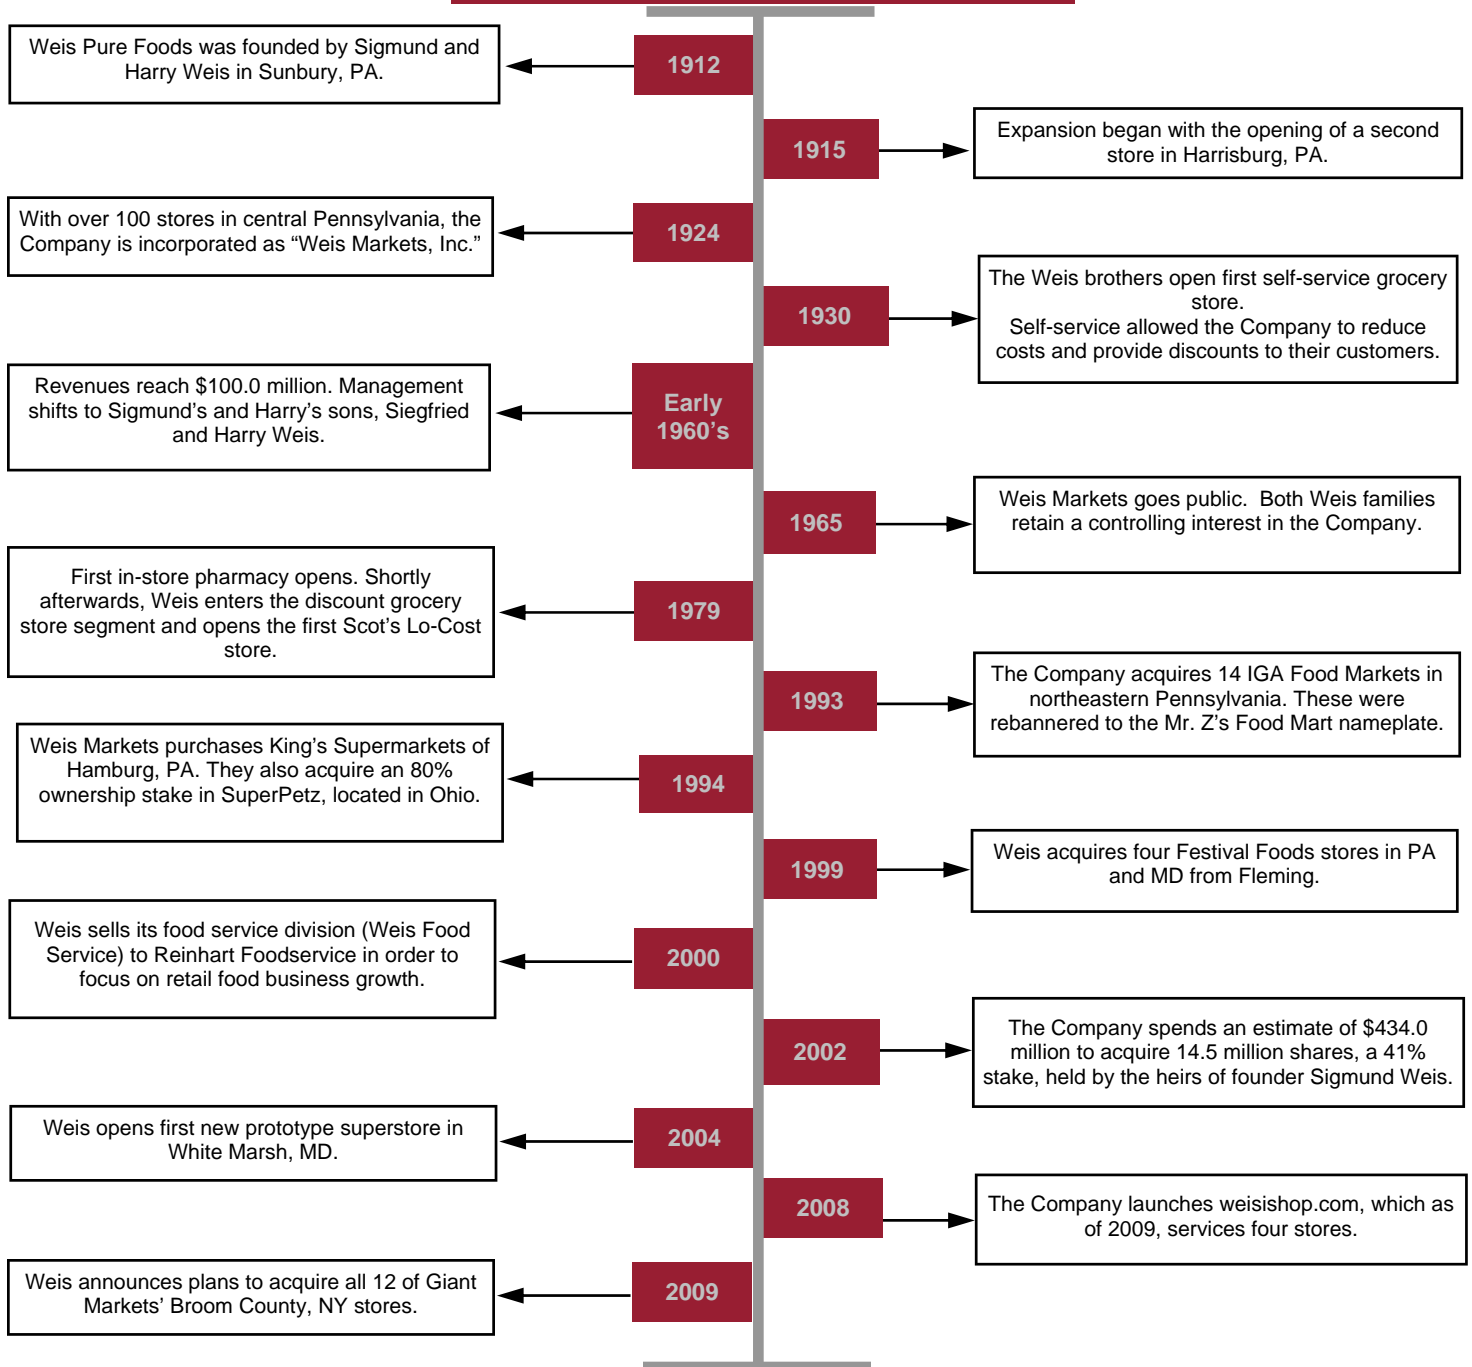 Weis Pure Foods was founded by Sigmund and
Harry Weis in Sunbury, PA.
1912
1915
Expansion began with the opening of a second
store in Harrisburg, PA.
With over 100 stores in central Pennsylvania, the
Company is incorporated as “Weis Markets, Inc.”
1924
1930
The Weis brothers open first self-service grocery
store.
Self-service allowed the Company to reduce
costs and provide discounts to their customers.
Revenues reach $100.0 million. Management
shifts to Sigmund’s and Harry’s sons, Siegfried
and Harry Weis.
Early
1960’s
1965
Weis Markets goes public.  Both Weis families
retain a controlling interest in the Company.
First in-store pharmacy opens. Shortly
afterwards, Weis enters the discount grocery
store segment and opens the first Scot’s Lo-Cost
store.
1979
1993
The Company acquires 14 IGA Food Markets in
northeastern Pennsylvania. These were
rebannered to the Mr. Z’s Food Mart nameplate.
Weis Markets purchases King’s Supermarkets of
Hamburg, PA. They also acquire an 80%
ownership stake in SuperPetz, located in Ohio.
1994
1999
Weis acquires four Festival Foods stores in PA
and MD from Fleming.
Weis sells its food service division (Weis Food
Service) to Reinhart Foodservice in order to
focus on retail food business growth.
2000
2002
The Company spends an estimate of $434.0
million to acquire 14.5 million shares, a 41%
stake, held by the heirs of founder Sigmund Weis.
Weis opens first new prototype superstore in
White Marsh, MD.
2004
2008
The Company launches weisishop.com, which as
of 2009, services four stores.
Weis announces plans to acquire all 12 of Giant
Markets’ Broom County, NY stores.
2009